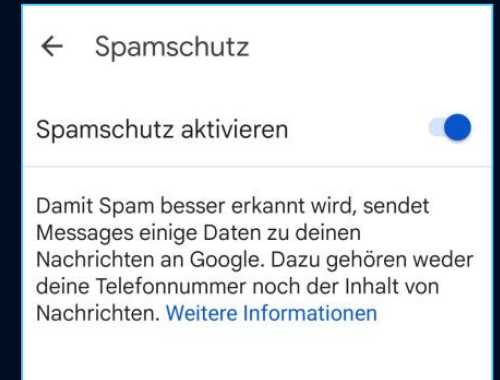 Spamschutz
Spamschutz aktivieren
Damit Spam besser erkannt wird, sendet
Messages einige Daten zu deinen
Nachrichten an Google. Dazu gehören weder
deine Telefonnummer noch der Inhalt von
Nachrichten. Weitere Informationen